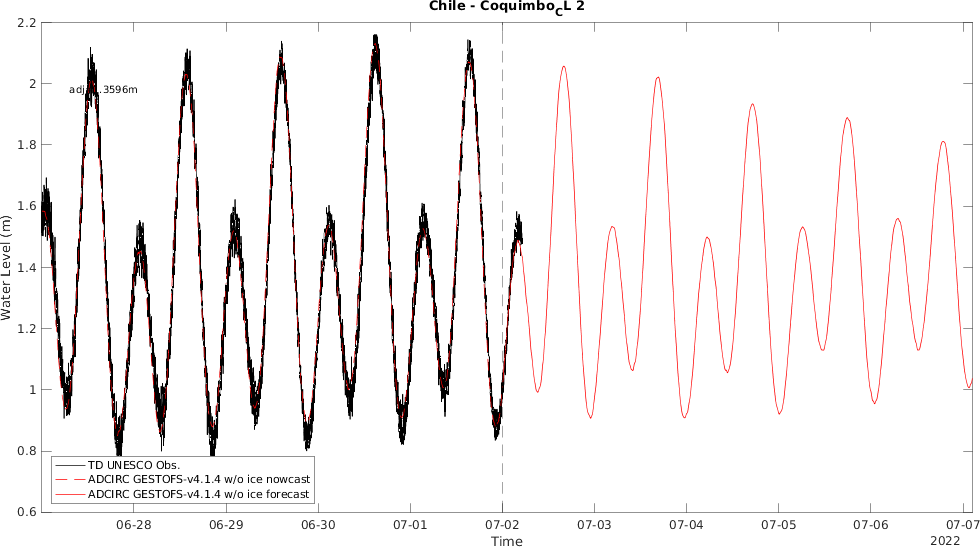 Chile - Coquimbo_CL 2
Water Level (m)
2.2
2
1.8
1.6
1.4
1.2
1
0.8
0.6
.3596m
TD UNESCO Obs.
ADCIRC GESTOFS-v4.1.4 w/o ice nowcast
ADCIRC GESTOFS-v4.1.4 w/o ice forecast
06-28 06-29 06-30 07-01 07-02 07-03 07-04 07-05 07-06 07-07
Time
2022